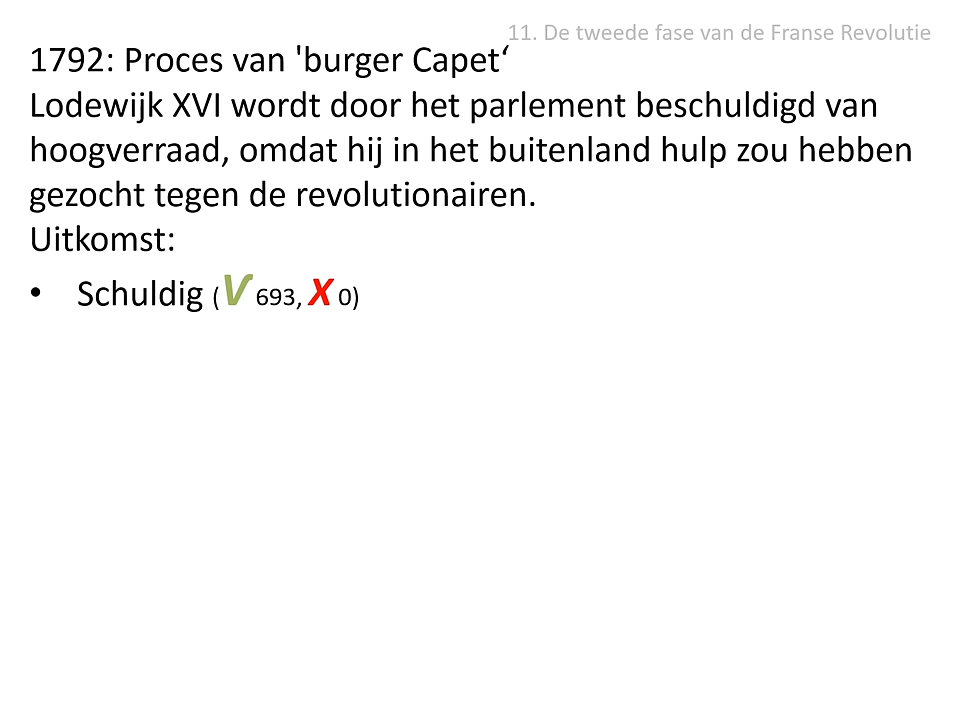 11. De tweede fase van de Franse Revolutie
1792: Proces van 'burger Capet‘
Lodewijk XVI wordt door het parlement beschuldigd van
hoogverraad, omdat hij in het buitenland hulp zou hebben
gezocht tegen de revolutionairen.
Uitkomst:
• Schuldig (V 693, X 0)